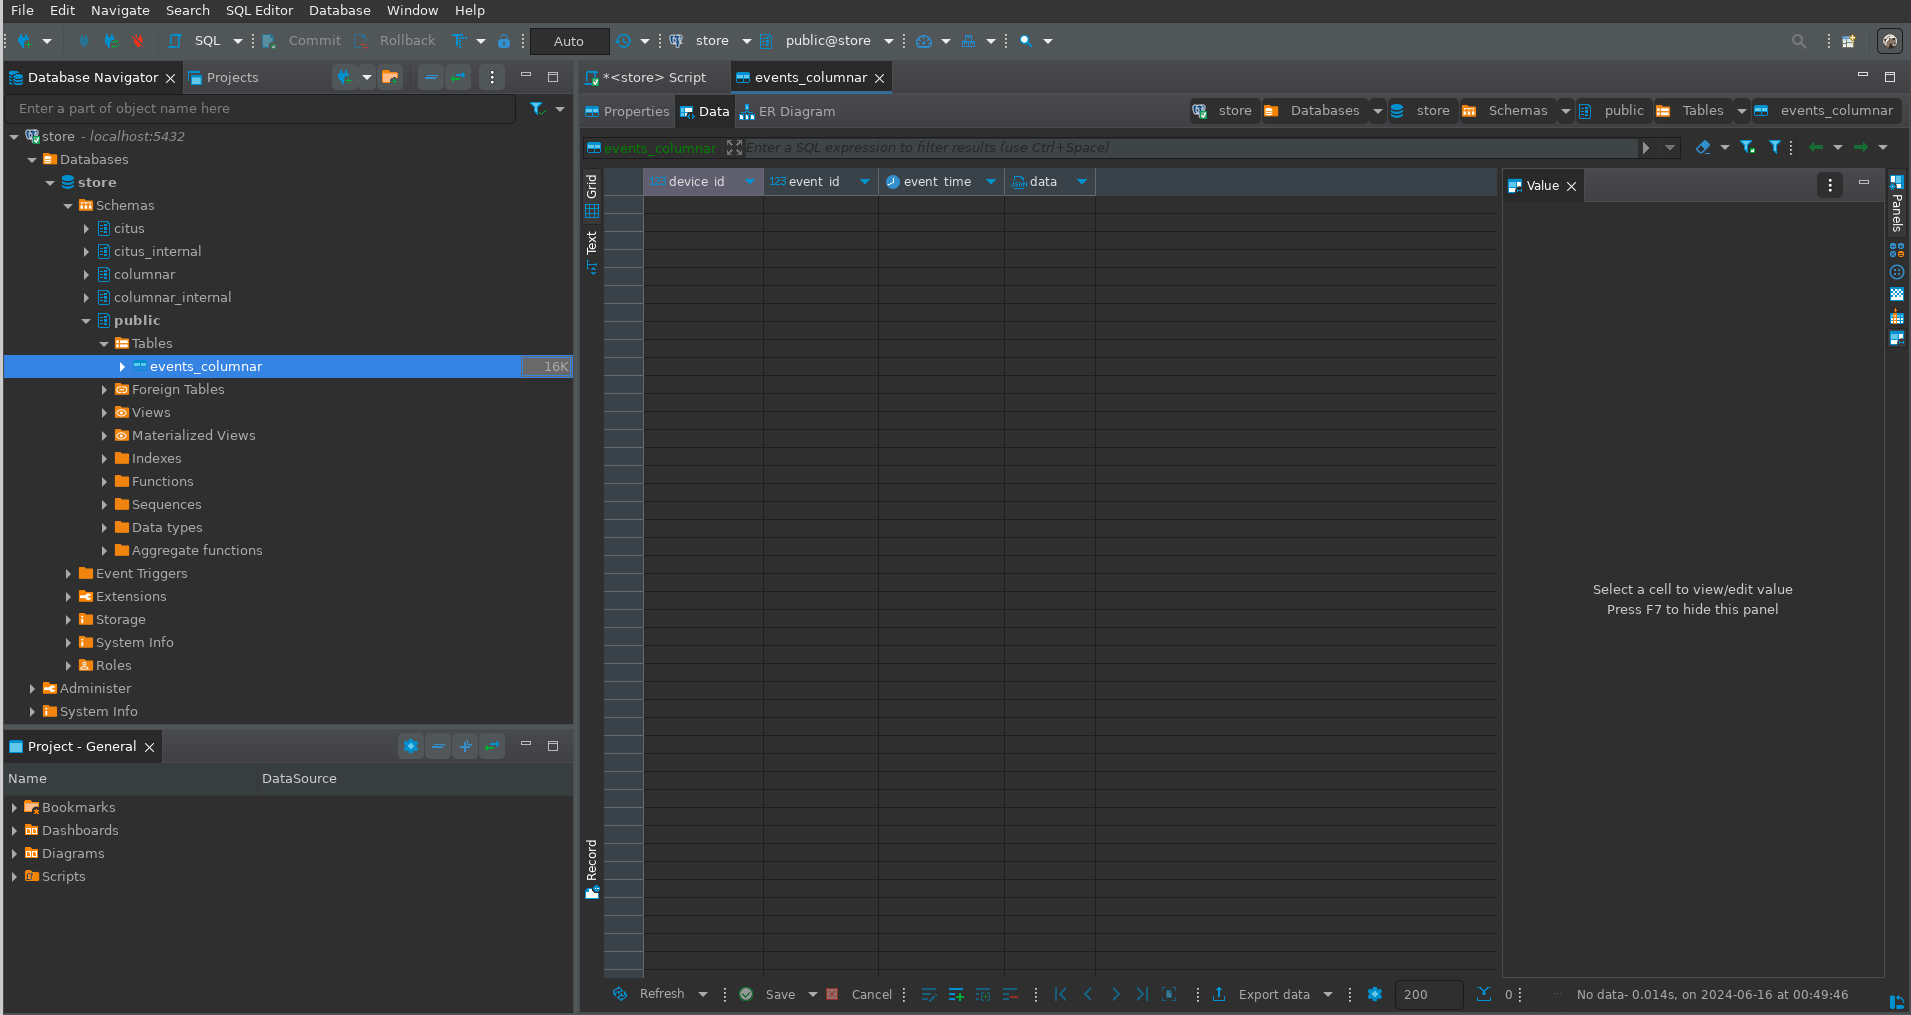 File Edit Navigate Search SQL Editor Database Window Help
SQL Commit Rollback Auto store public@store
Database Navigator Projects
Enter a part of object name here
store - localhost:5432
Databases
store
Schemas
citus
citus_internal
columnar
columnar_internal
public
Tables
events_columnar 16K
Foreign Tables
Views
Materialized Views
Indexes
Functions
Sequences
Data types
Aggregate functions
Event Triggers
Extensions
Storage
System Info
Roles
Administer
System Info
Project - General
Name DataSource
Bookmarks
Dashboards
Diagrams
Scripts
*<store> Script events_columnar
Properties Data ER Diagram store Databases store Schemas public Tables events_columnar
events_columnar Enter a SQL expression to filter results (use Ctrl+Space)
Grid
Text
Record
123 device_id 123 event_id event_time data
Value
Select a cell to view/edit value
Press F7 to hide this panel
Panels
Refresh Save Cancel Export data 200 0 No data- 0.014s, on 2024-06-16 at 00:49:46